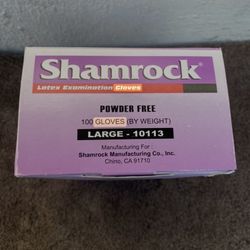 Shamrock®
Latex Examination Gloves
POWDER FREE
100 GLOVES (BY WEIGHT)
LARGE - 10113
Manufacturing For :
Shamrock Manufacturing Co., Inc.
Chino, CA 91710